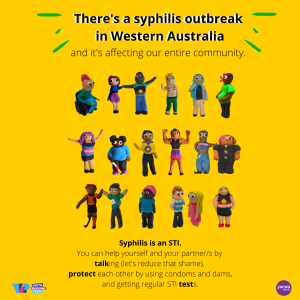 There's a syphilis outbreak
in Western Australia
and it's affecting our entire community.
Syphilis is an STI.
You can help yourself and your partner/s by
talking (let's reduce that shame),
protect each other by using condoms and dams,
and getting regular STI tests.